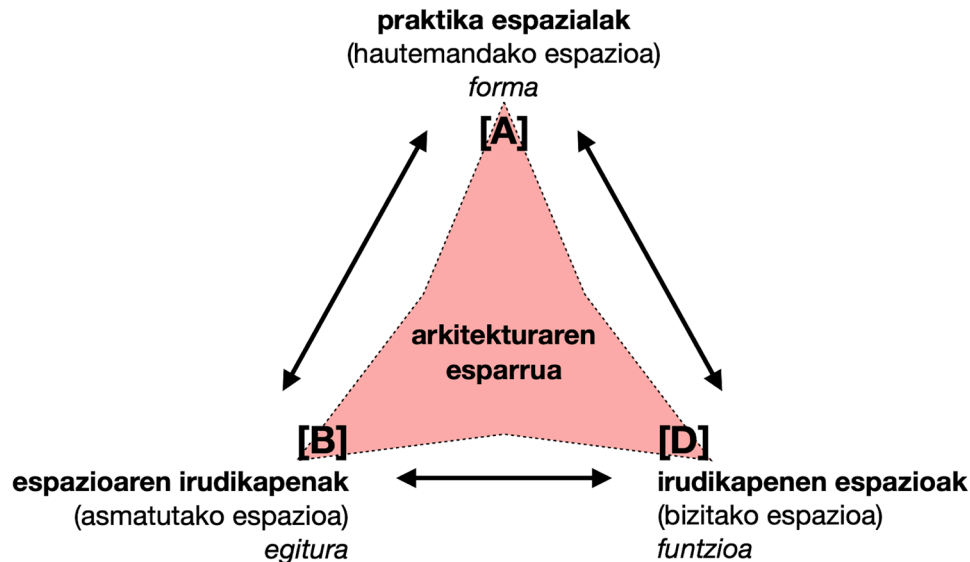 praktika espazialak
(hautemandako espazioa)
forma
[A]
arkitekturaren
esparrua
[B]
[D]
espazioaren irudikapenak
(asmatutako espazioa)
egitura
irudikapenen espazioak
(bizitako espazioa)
funtzioa